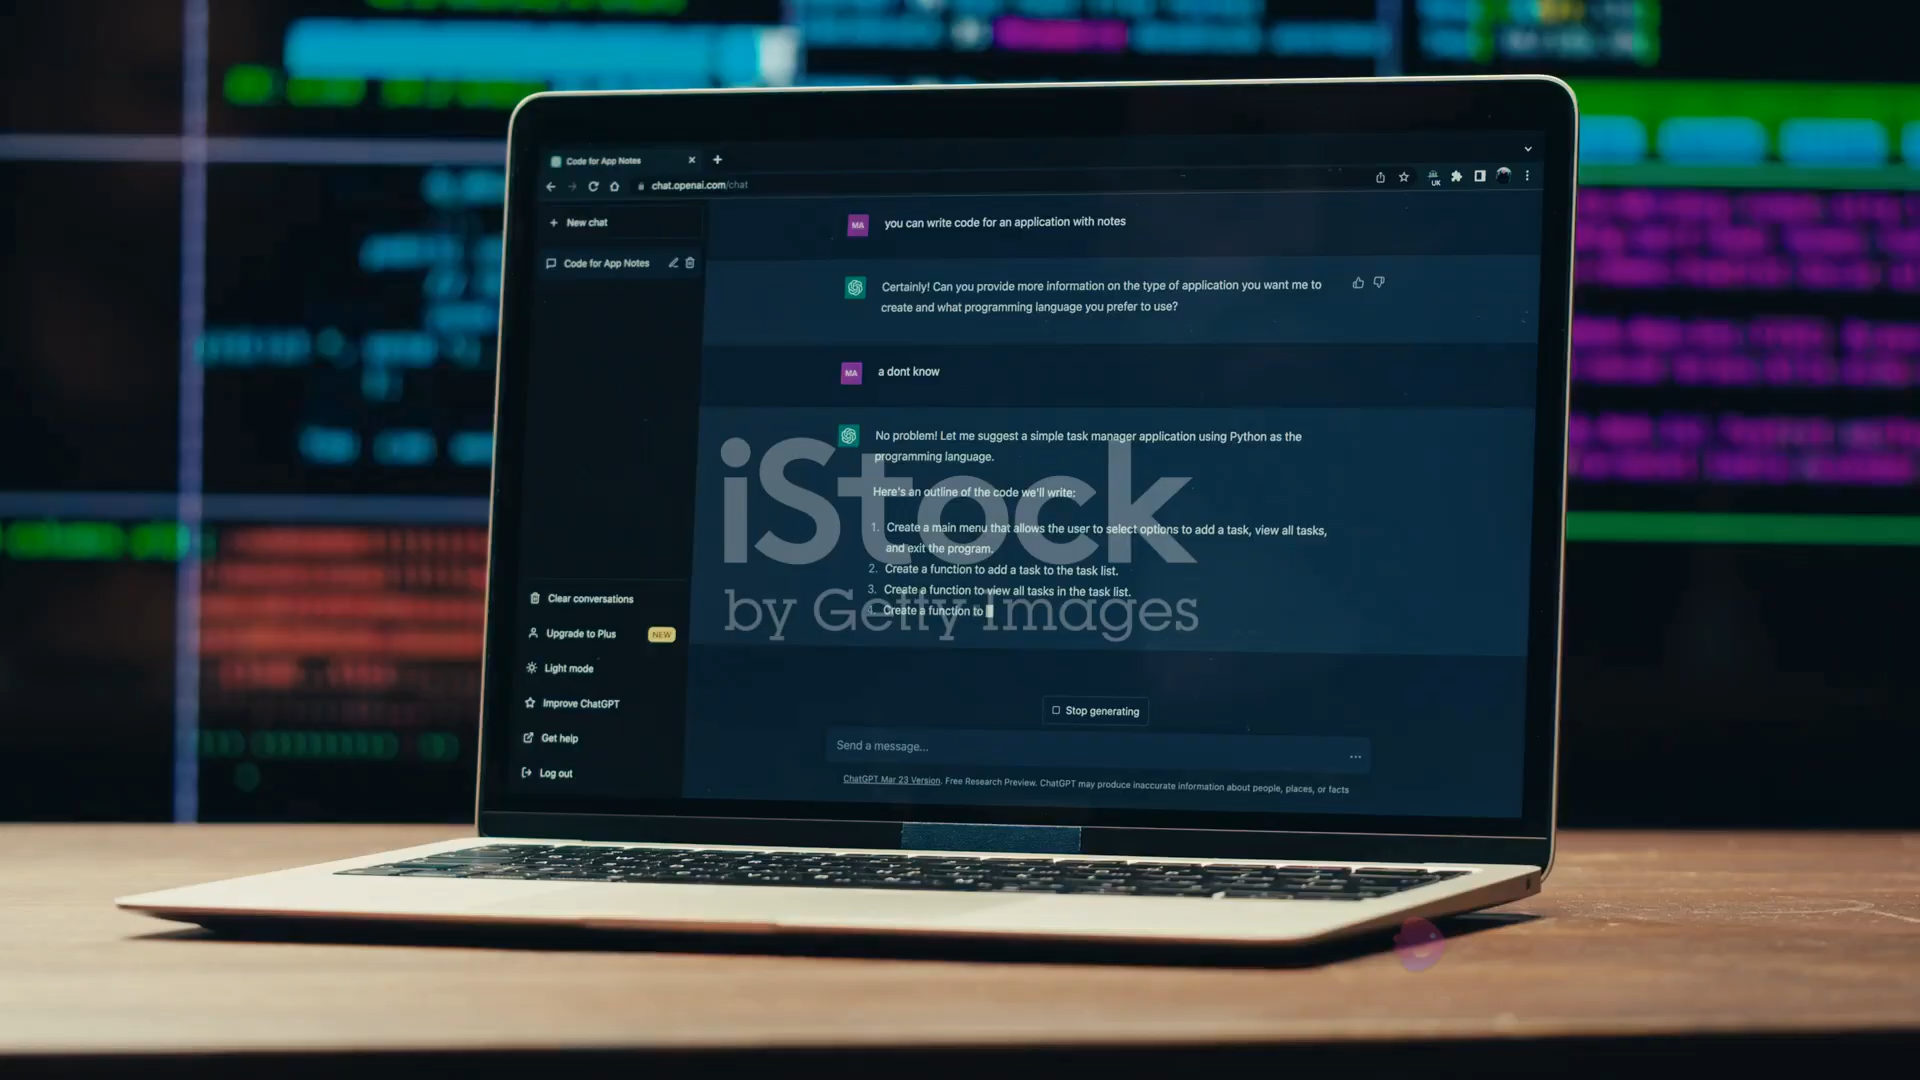 Code for App Notes
chat.openai.com/chat
UK
New chat
Code for App Notes
MA
you can write code for an application with notes
Certainly! Can you provide more information on the type of application you want me to
create and what programming language you prefer to use?
MA
a dont know
No problem! Let me suggest a simple task manager application using Python as the
programming language.
Here's an outline of the code we'll write:
1. Create a main menu that allows the user to select options to add a task, view all tasks,
and exit the program.
2. Create a function to add a task to the task list.
3. Create a function to view all tasks in the task list.
4. Create a function to
iStock
by Getty Images
Clear conversations
Upgrade to Plus NEW
Light mode
Improve ChatGPT
Get help
Log out
Stop generating
Send a message...
ChatGPT Mar 23 Version. Free Research Preview. ChatGPT may produce inaccurate information about people, places, or facts